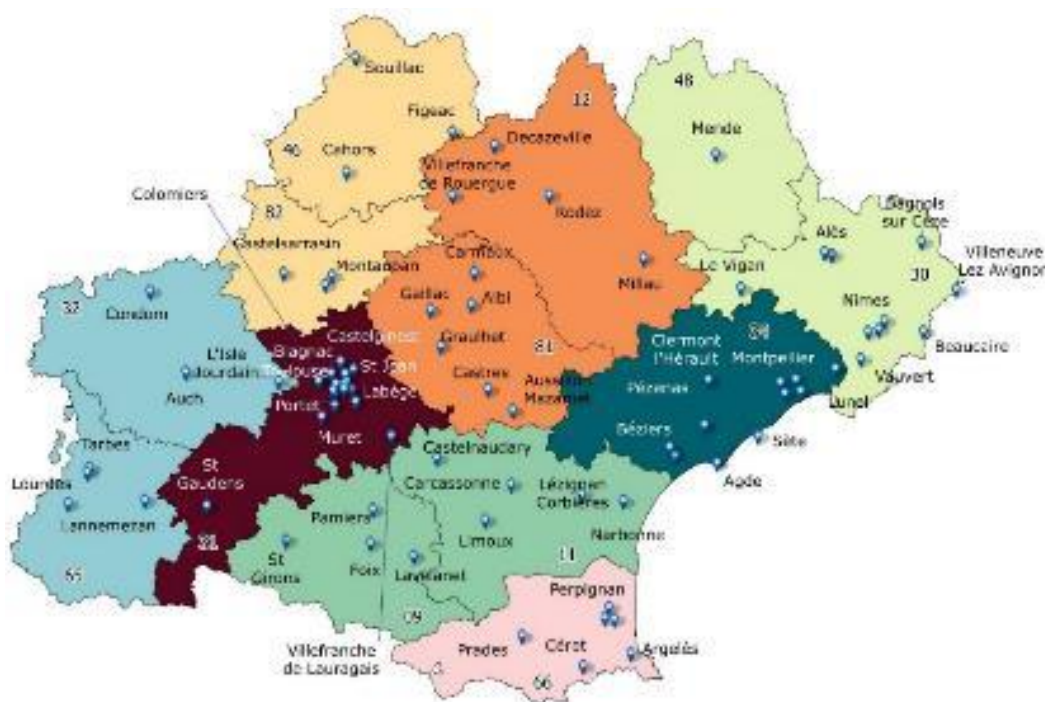 Souillac
48
12
Figeac
Decazeville
Mende
46
Cahors
Villefranche
de Rouergue
Colomiers
Rodez
82
Castelsarrasin
Alès
Bagnols
sur Cèze
Villeneuve
Lez Avignon
Montauban
Carmaux
Millau
Le Vigan
30
32
Condom
Gaillac
Albi
Nîmes
Graulhet
81
Clermont
l'Hérault
Montpellier
Beaucaire
L'Isle
Jourdain
Blagnac
St Jean
Castres
Aussillon
Mazamet
Pézenas
Vauvert
Auch
Portet
Labège
Lunel
Muret
Béziers
Sète
Tarbes
Castelnaudary
Agde
Lourdes
St
Gaudens
Carcassonne
Lézignan
Corbières
Lannemezan
Pamiers
Limoux
Narbonne
65
St
Girons
Foix
Lavelanet
11
09
Perpignan
Villefranche
de Lauragais
Prades
Céret
Argelès
66